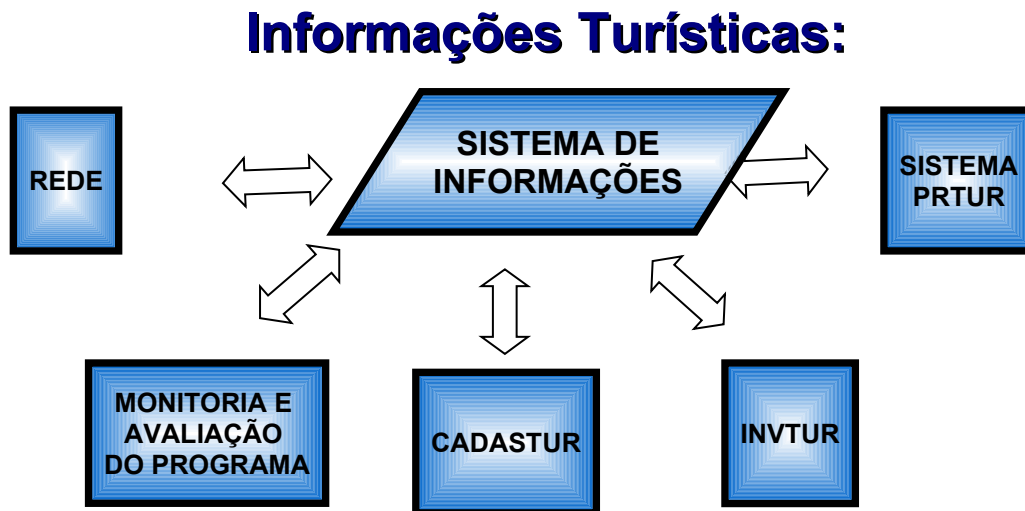 Informações Turísticas:
SISTEMA DE
INFORMAÇÕES
REDE
SISTEMA
PRTUR
MONITORIA E
AVALIAÇÃO
DO PROGRAMA
CADASTUR
INVTUR